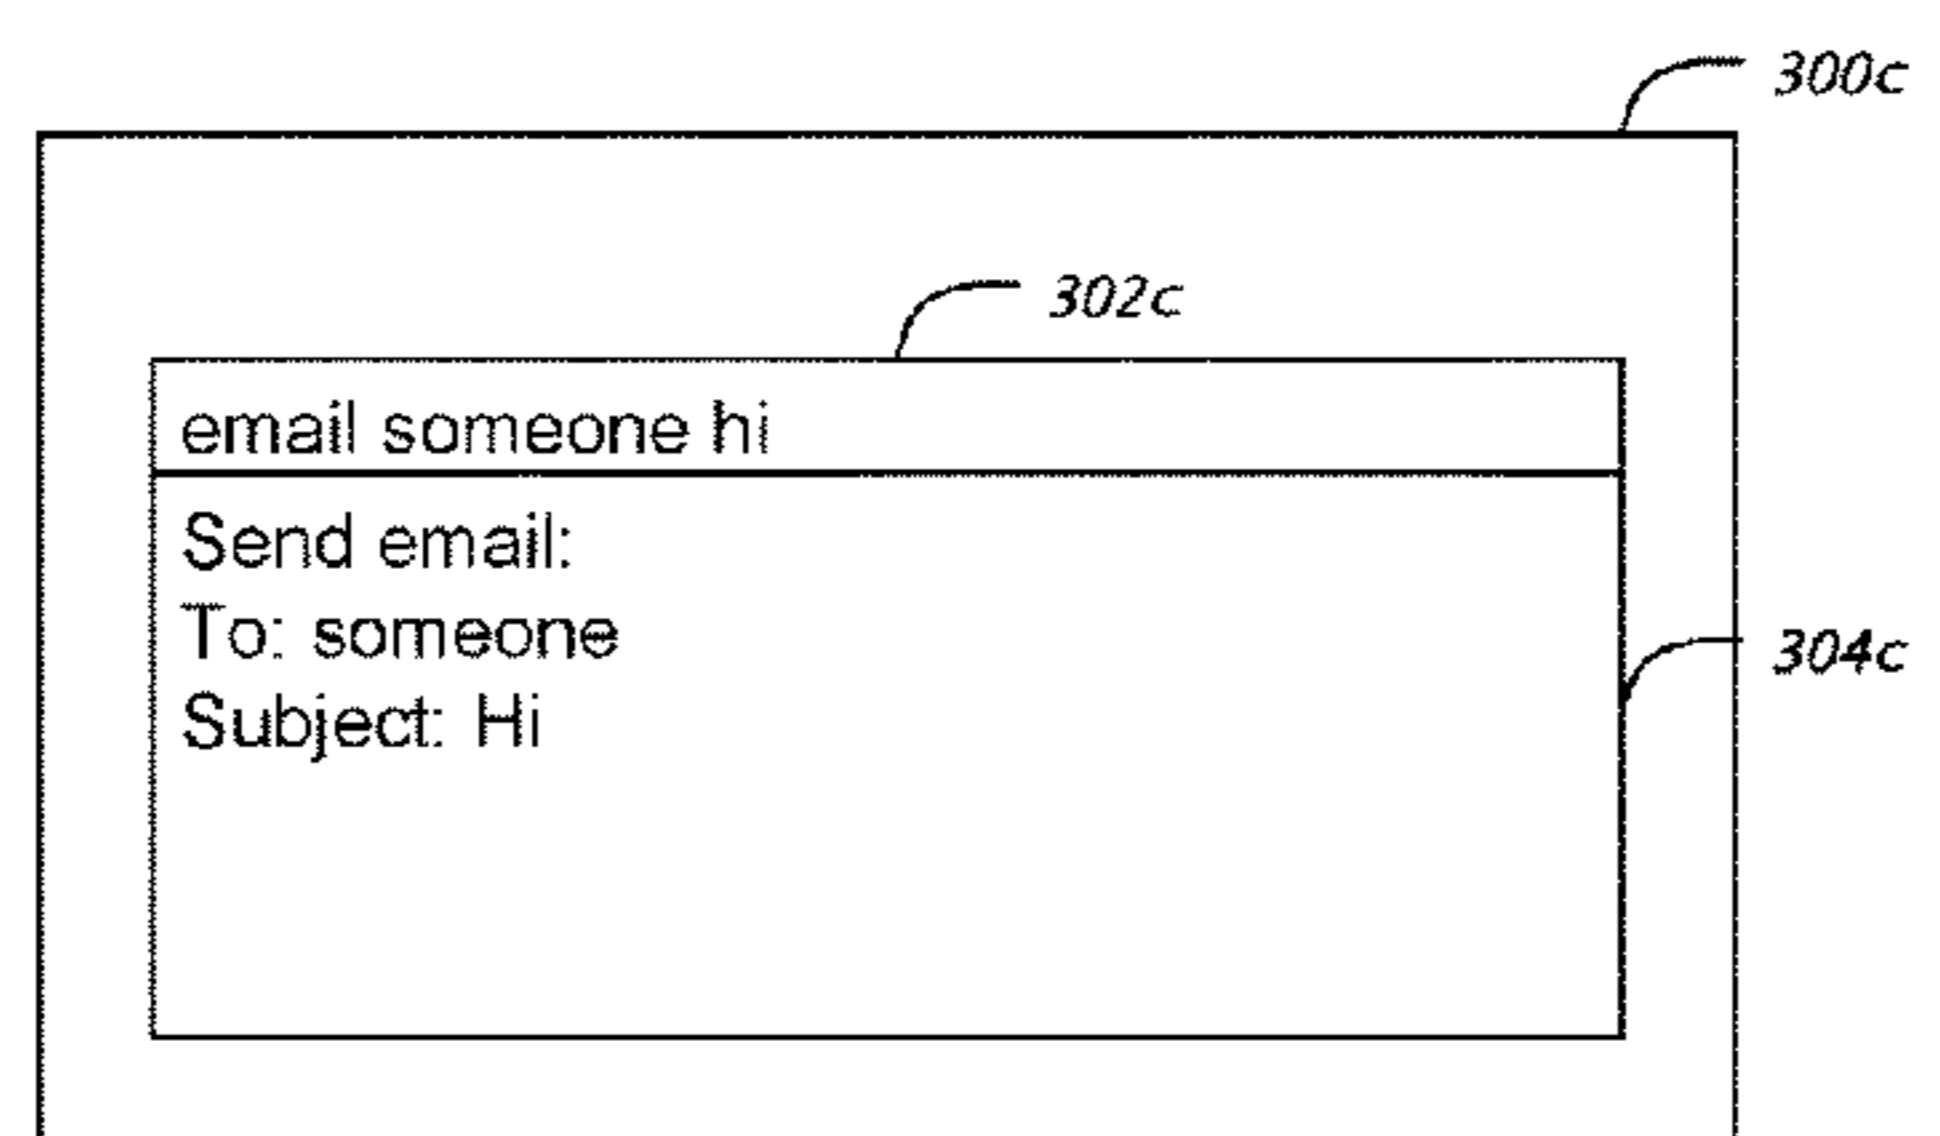 300c
302c
email someone hi
Send email:
To: someone
304c
Subject: Hi